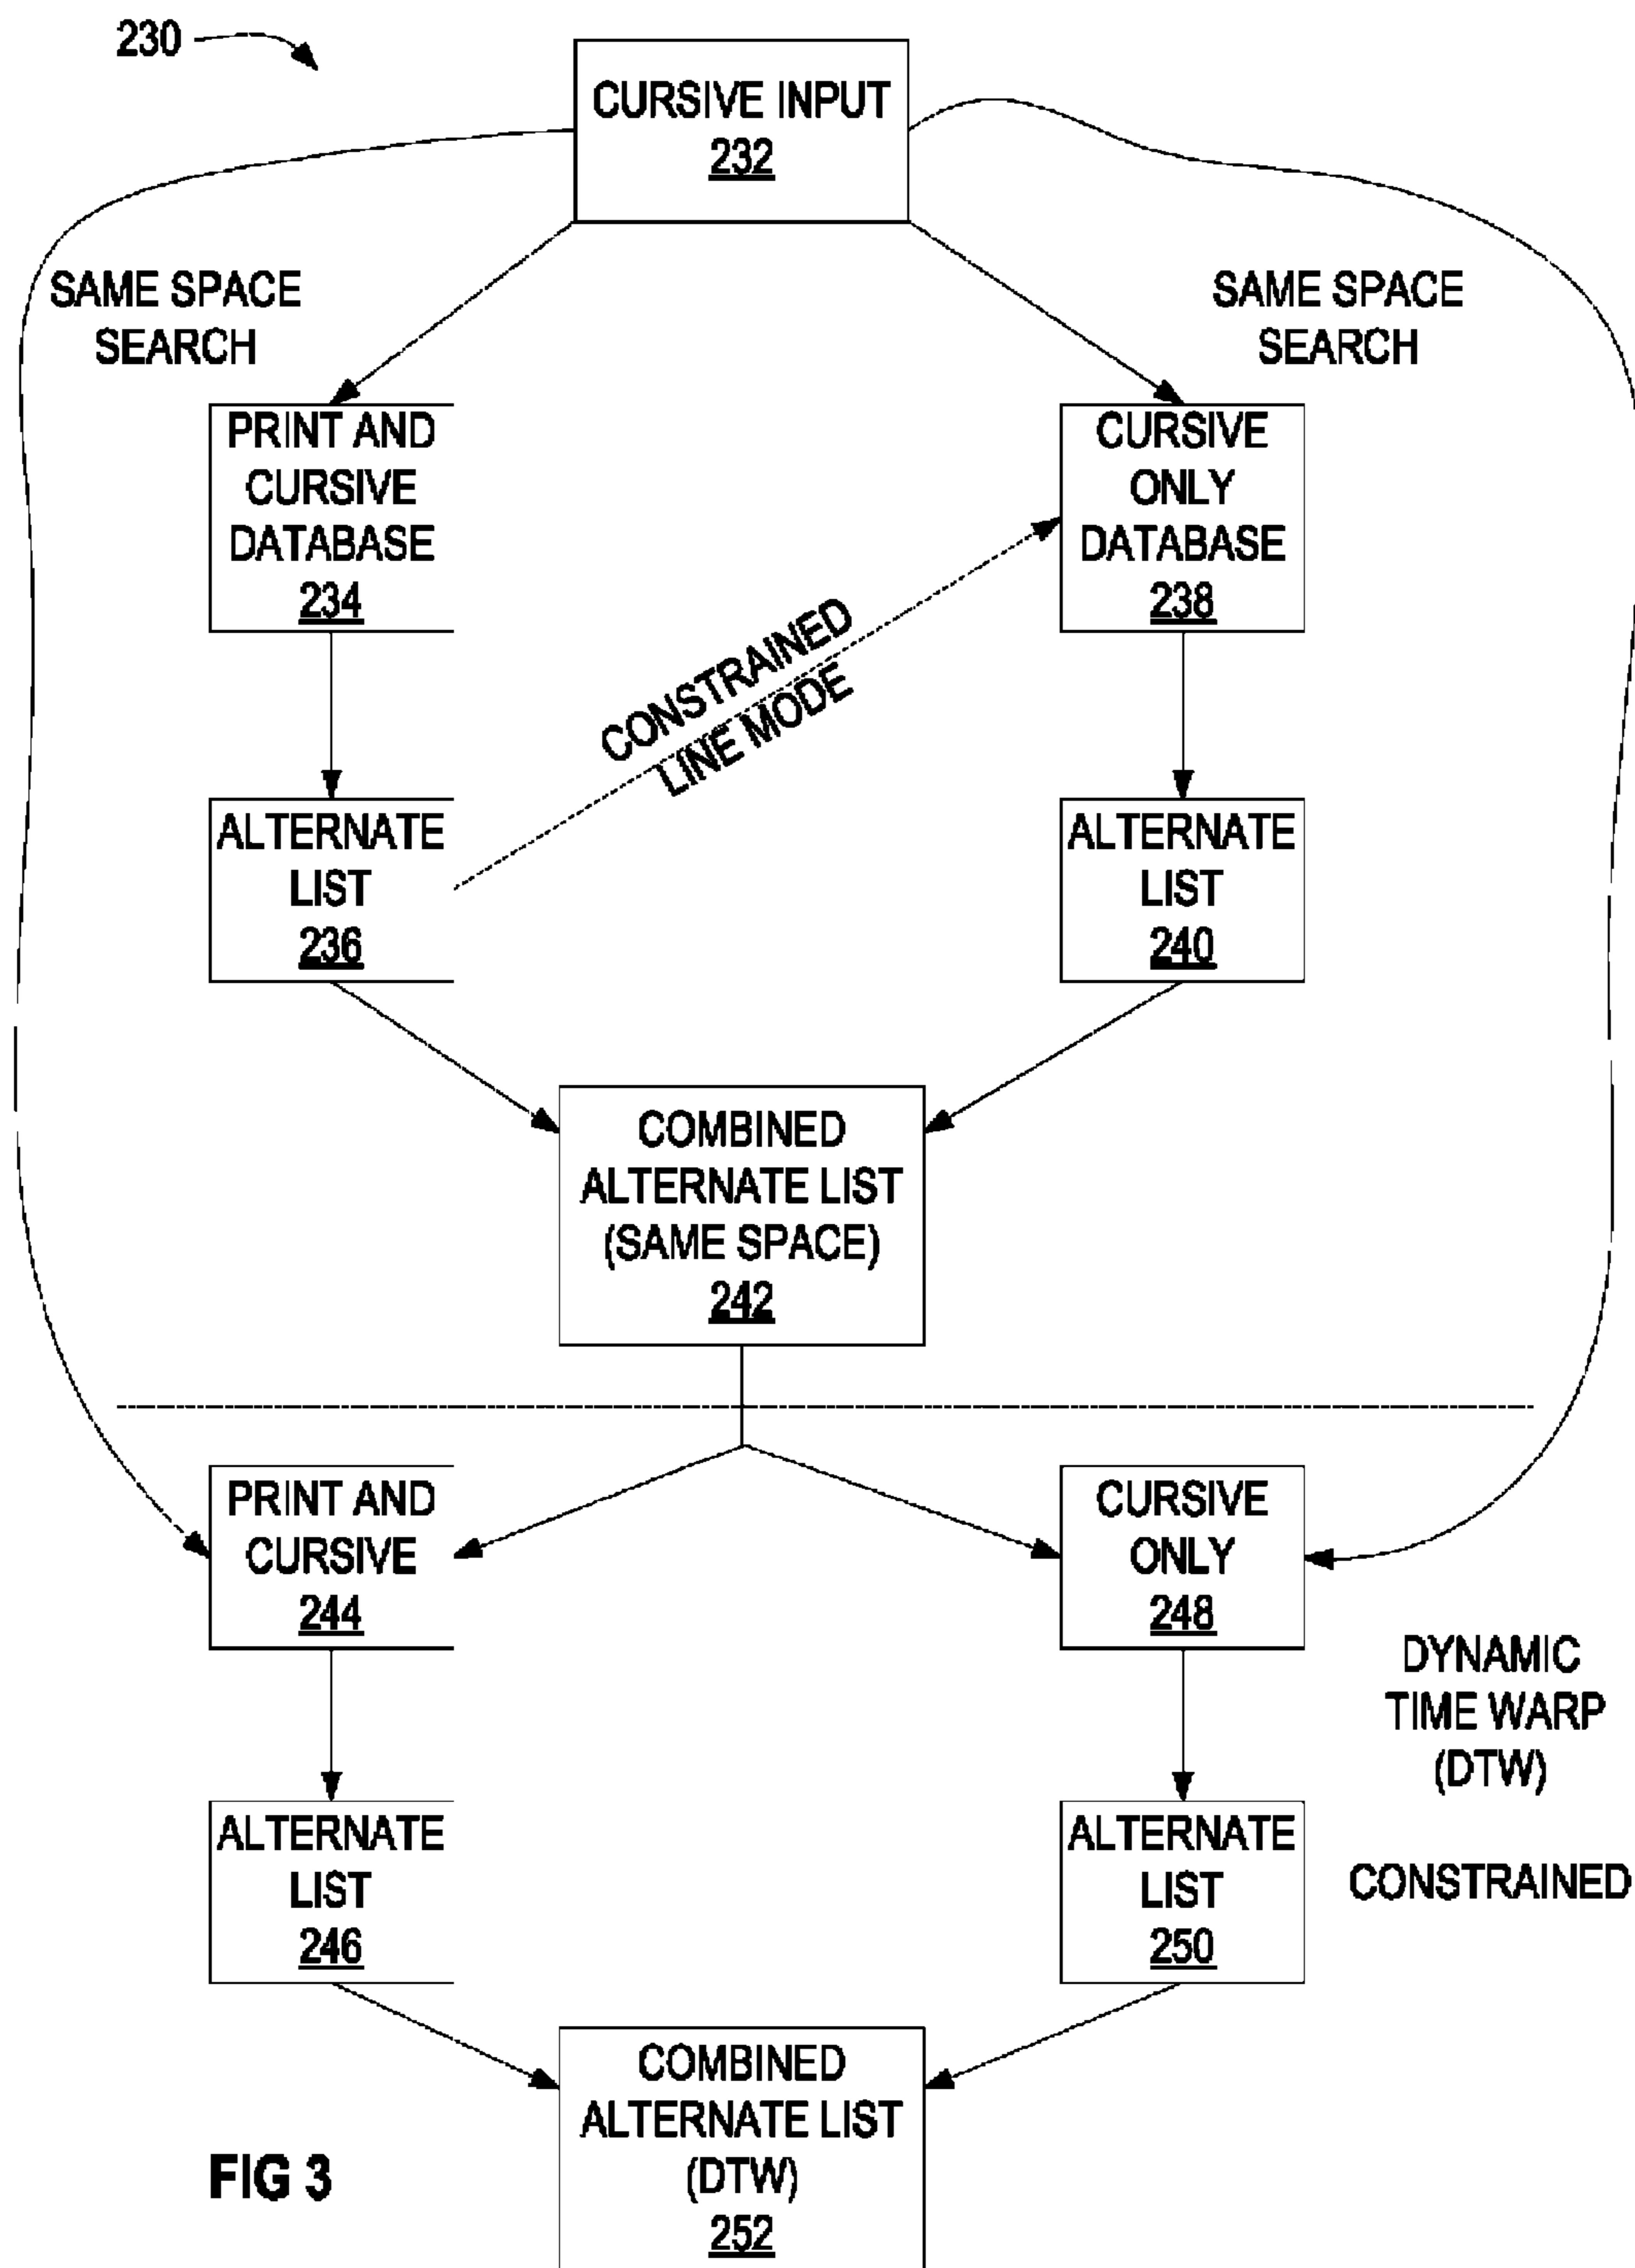 230
CURSIVE INPUT
232
SAME SPACE
SEARCH
SAME SPACE
SEARCH
PRINT AND
CURSIVE
DATABASE
234
CURSIVE
ONLY
DATABASE
238
CONSTRAINED
LINE MODE
ALTERNATE
LIST
236
ALTERNATE
LIST
240
COMBINED
ALTERNATE LIST
(SAME SPACE)
242
PRINT AND
CURSIVE
244
CURSIVE
ONLY
248
DYNAMIC
TIME WARP
(DTW)
ALTERNATE
LIST
246
ALTERNATE
LIST
250
CONSTRAINED
COMBINED
ALTERNATE LIST
(DTW)
252
FIG 3